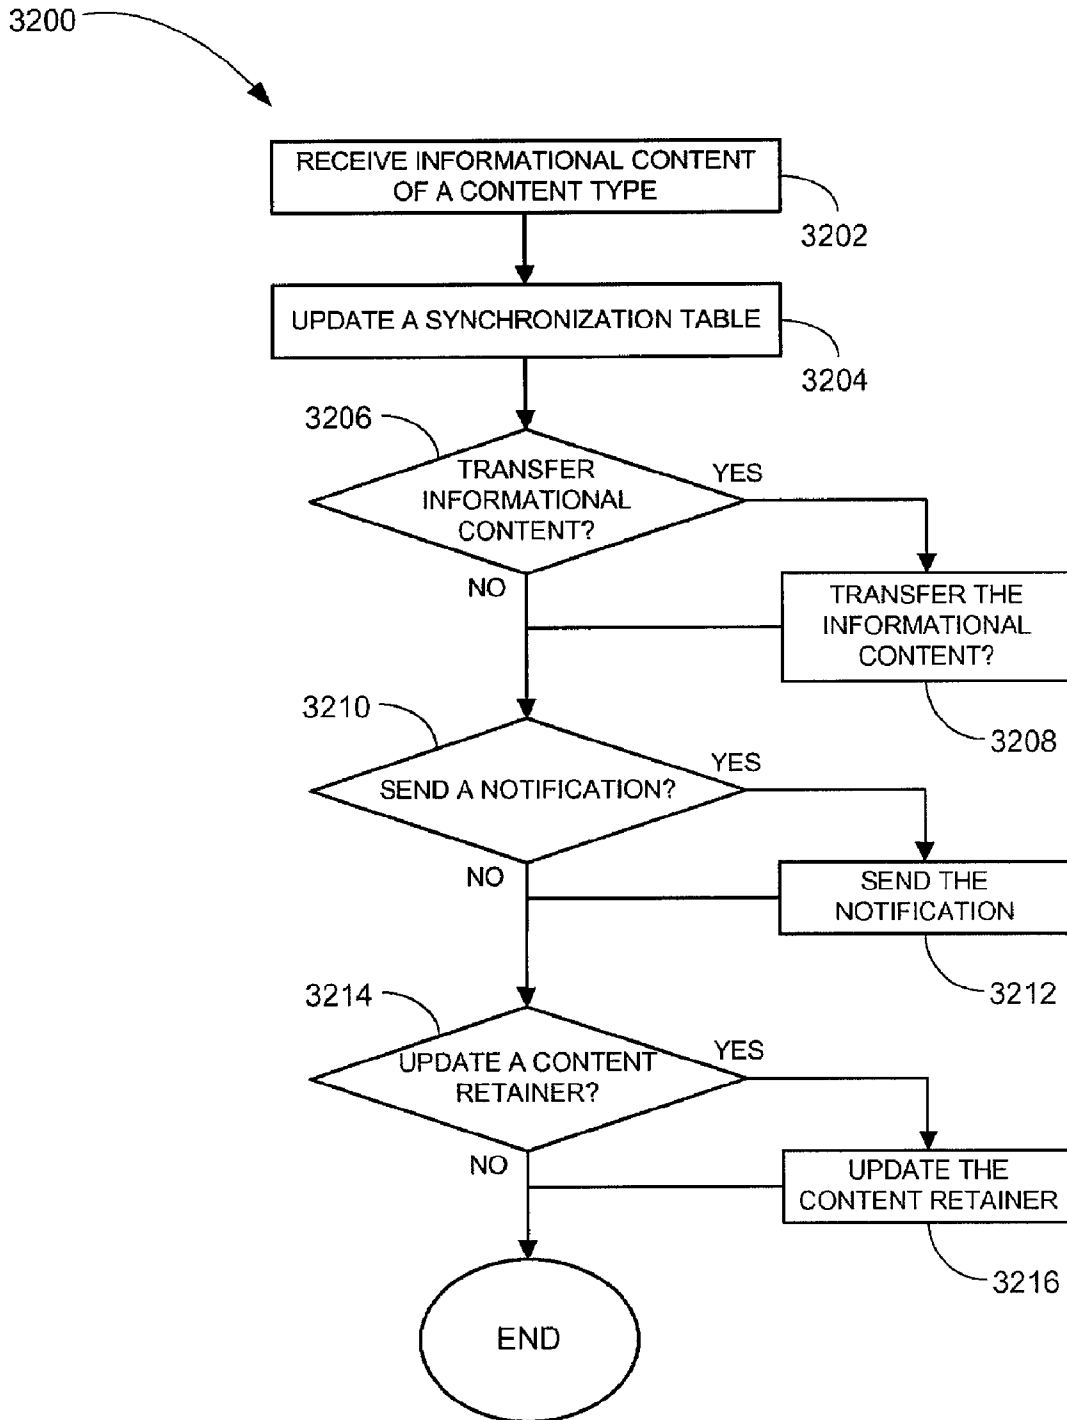 3200
RECEIVE INFORMATIONAL CONTENT
OF A CONTENT TYPE
3202
UPDATE A SYNCHRONIZATION TABLE
3204
3206
TRANSFER
INFORMATIONAL
CONTENT?
YES
NO
TRANSFER THE
INFORMATIONAL
CONTENT?
3208
3210
SEND A NOTIFICATION?
YES
NO
SEND THE
NOTIFICATION
3212
3214
UPDATE A CONTENT
RETAINER?
YES
NO
UPDATE THE
CONTENT RETAINER
3216
END